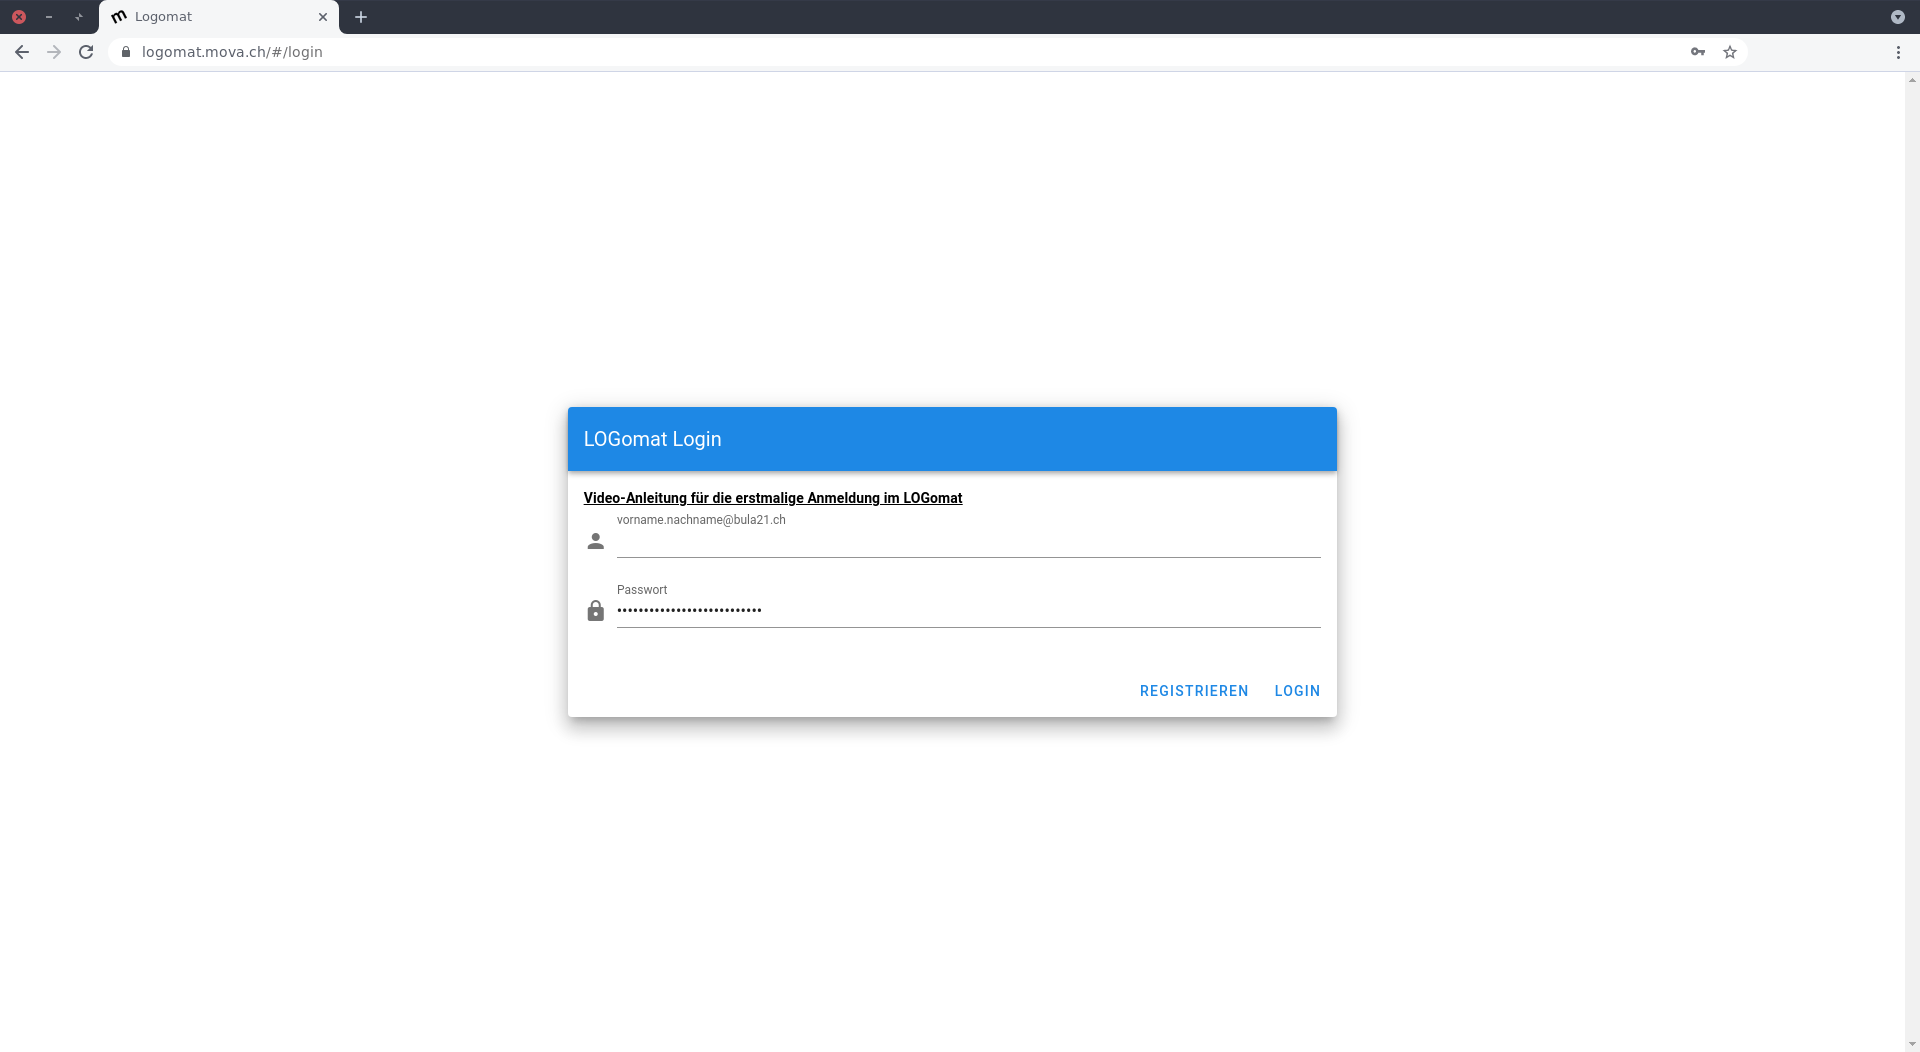 Logomat
logomat.mova.ch/#/login
LOGomat Login
Video-Anleitung für die erstmalige Anmeldung im LOGomat
vorname.nachname@bula21.ch
Passwort
REGISTRIEREN LOGIN